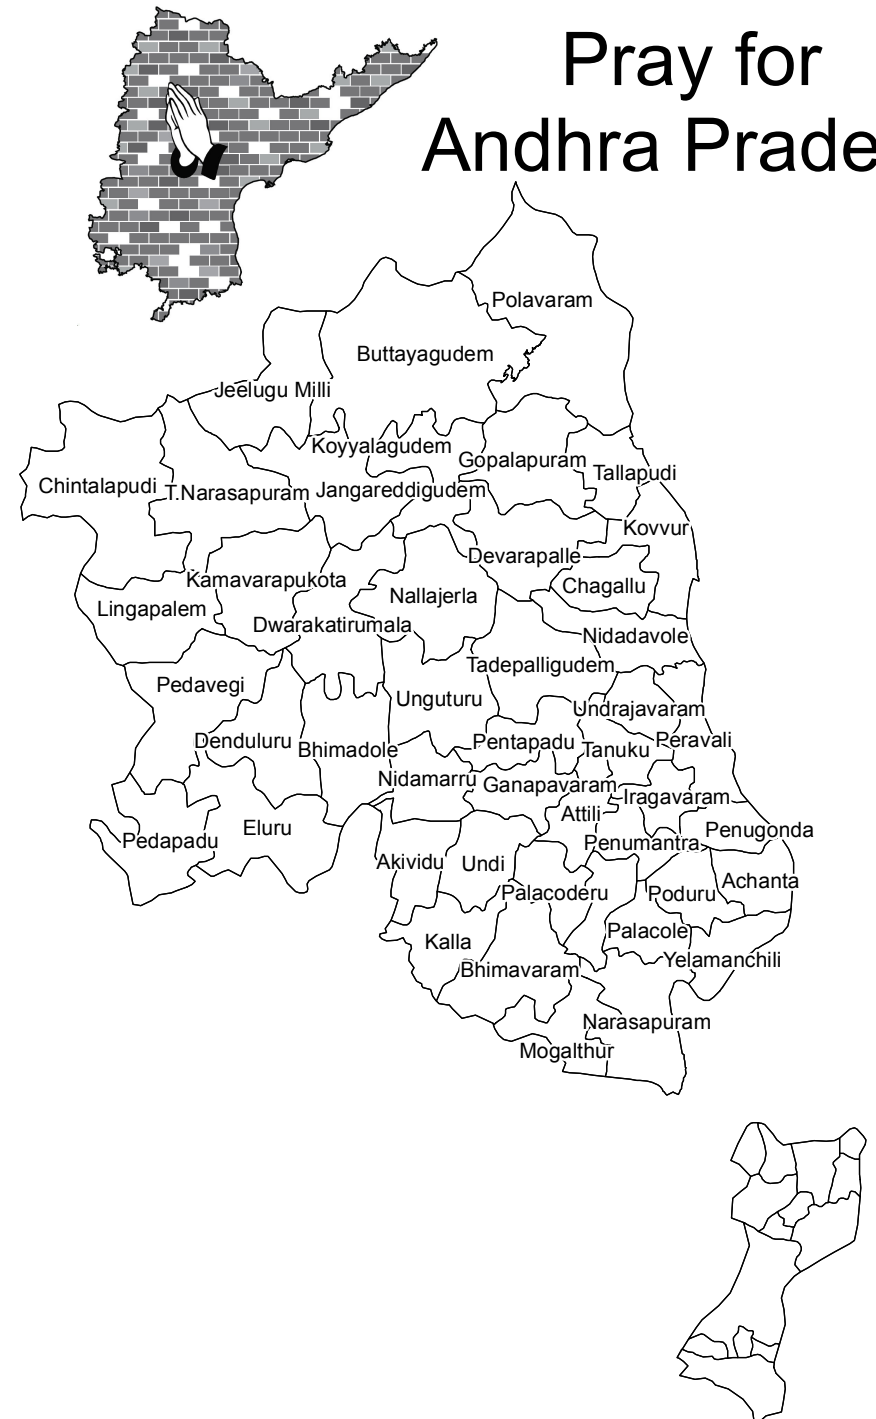 Pray for
Andhra Prade
Polavaram
Buttayagudem
Jeelugu Milli
Koyyalagudem
Gopalapuram
Tallapudi
Chintalapudi
T.Narasapuram
Jangareddigudem
Kovvur
Devarapalle
Kamavarapukota
Chagallu
Nallajerla
Lingapalem
Dwarakatirumala
Nidadavole
Tadepalligudem
Pedavegi
Unguturu
Undrajavaram
Denduluru
Bhimadole
Pentapadu
Tanuku
Peravali
Nidamarru
Ganapavaram
Iragavaram
Attili
Eluru
Pedapadu
Penumantra
Penugonda
Akividu
Undi
Palacoderu
Poduru
Achanta
Palacole
Kalla
Yelamanchili
Bhimavaram
Narasapuram
Mogalthur